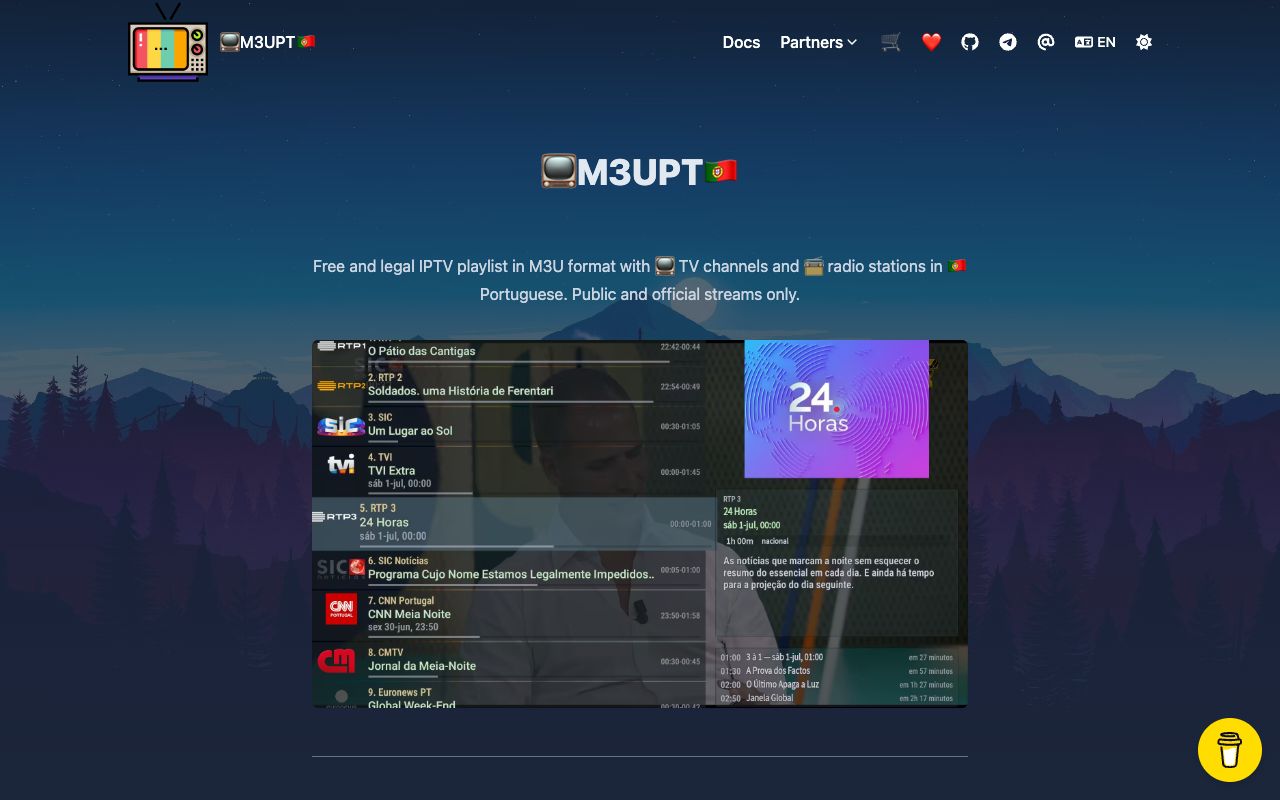 M3UPT
Docs
Partners
EN
M3UPT
Free and legal IPTV playlist in M3U format with TV channels and radio stations in
Portuguese. Public and official streams only.
RTP1
O Pátio das Cantigas
22:42-00:44
RTP2
2. RTP 2
Soldados. uma História de Ferentari
22:54-00:49
SIC
3. SIC
Um Lugar ao Sol
00:30-01:05
tvi
4. TVI
TVI Extra
sáb 1-jul, 00:00
00:00-01:45
RTP3
5. RTP 3
24 Horas
sáb 1-jul, 00:00
00:00-01:00
SIC
NOTÍCIAS
6. SIC Notícias
Programa Cujo Nome Estamos Legalmente Impedidos..
00:05-01:00
CNN
PORTUGAL
7. CNN Portugal
CNN Meia Noite
sex 30-jun, 23:50
23:50-01:58
CM
8. CMTV
Jornal da Meia-Noite
00:30-00:45
9. Euronews PT
Global Week-End
00:30-00:42
24.
Horas
RTP 3
24 Horas
sáb 1-jul, 00:00
1h 00m nacional
As notícias que marcam a noite sem esquecer o
resumo do essencial em cada dia. E ainda há tempo
para a projeção do dia seguinte.
01:00 3 à 1 — sáb 1-jul, 01:00 em 27 minutos
01:30 A Prova dos Factos em 57 minutos
02:00 O Último Apaga a Luz em 1h 27 minutos
02:50 Janela Global em 2h 17 minutos